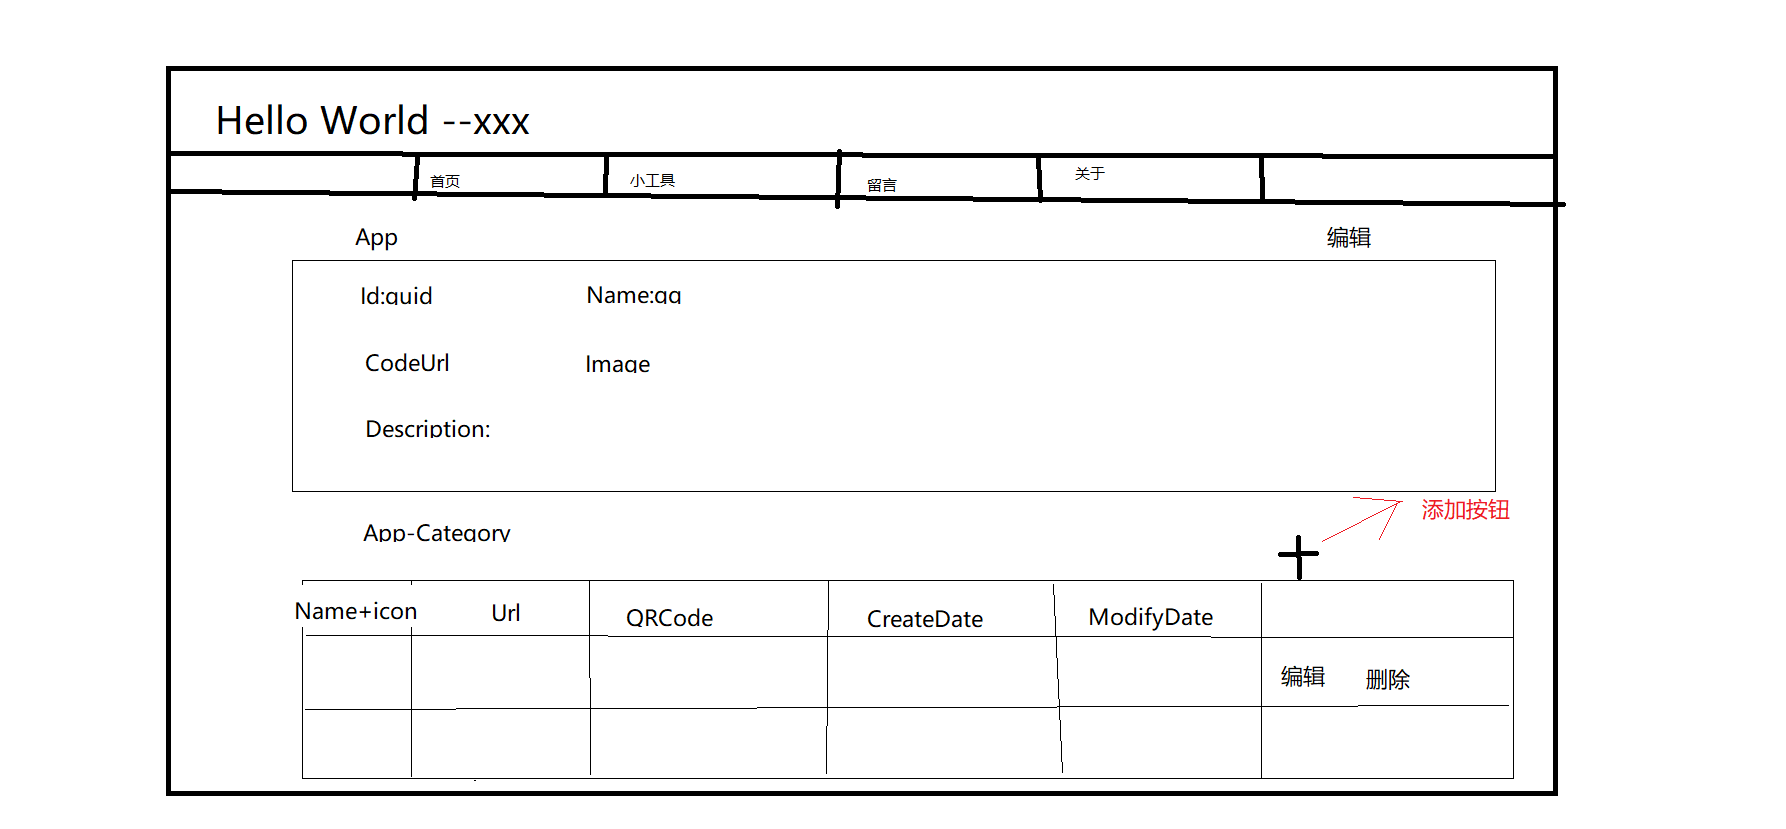 Hello World --xxx
首页 小工具 留言 关于
App 编辑
Id:guid Name:qq
CodeUrl Image
Description:
添加按钮
App-Category
Name+icon Url QRCode CreateDate ModifyDate
编辑 删除